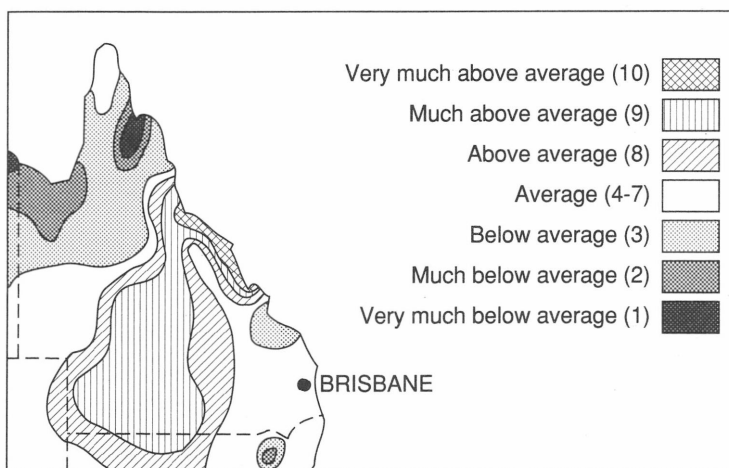 Very much above average (10)
Much above average (9)
Above average (8)
Average (4-7)
Below average (3)
Much below average (2)
Very much below average (1)
BRISBANE